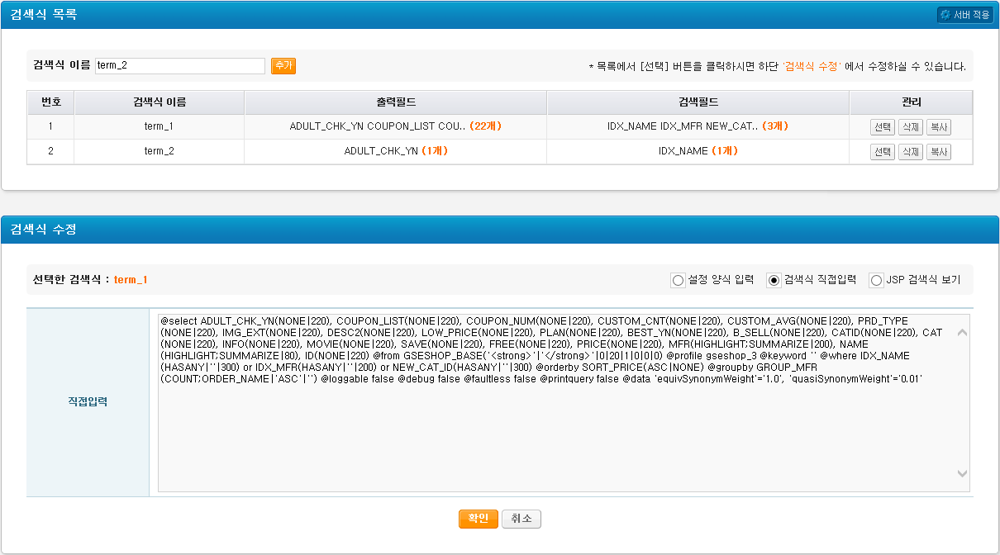 검색식 목록
서버 적용
검색식 이름 term_2 추가 * 목록에서 [선택] 버튼을 클릭하시면 하단 '검색식 수정' 에서 수정하실 수 있습니다.
번호 검색식 이름 출력필드 검색필드 관리
1 term_1 ADULT_CHK_YN COUPON_LIST COU.. (22개) IDX_NAME IDX_MFR NEW_CAT.. (3개) 선택 삭제 복사
2 term_2 ADULT_CHK_YN (1개) IDX_NAME (1개) 선택 삭제 복사
검색식 수정
선택한 검색식 : term_1 설정 양식 입력 검색식 직접입력 JSP 검색식 보기
직접입력
@select ADULT_CHK_YN(NONE|220), COUPON_LIST(NONE|220), COUPON_NUM(NONE|220), CUSTOM_CNT(NONE|220), CUSTOM_AVG(NONE|220), PRD_TYPE
(NONE|220), IMG_EXT(NONE|220), DESC2(NONE|220), LOW_PRICE(NONE|220), PLAN(NONE|220), BEST_YN(NONE|220), B_SELL(NONE|220), CATID(NONE|220), CAT
(NONE|220), INFO(NONE|220), MOVIE(NONE|220), SAVE(NONE|220), FREE(NONE|220), PRICE(NONE|220), MFR(HIGHLIGHT;SUMMARIZE|200), NAME
(HIGHLIGHT;SUMMARIZE|80), ID(NONE|220) @from GSESHOP_BASE('<strong>'|'</strong>'|0|20|1|0|0|0) @profile gseshop_3 @keyword '' @where IDX_NAME
(HASANY|''|300) or IDX_MFR(HASANY|''|200) or NEW_CAT_ID(HASANY|''|300) @orderby SORT_PRICE(ASC|NONE) @groupby GROUP_MFR
(COUNT;ORDER_NAME|'ASC'|'') @loggable false @debug false @faultless false @printquery false @data 'equivSynonymWeight'='1.0', 'quasiSynonymWeight'='0.01'
확인 취소